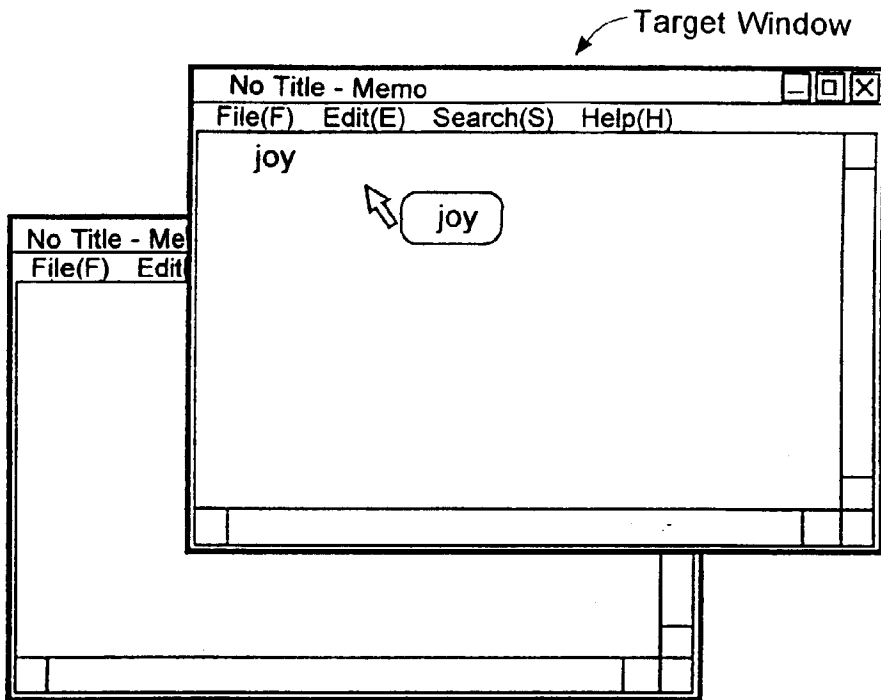 Target Window
No Title - Memo
File(F) Edit(E) Search(S) Help(H)
joy
joy
No Title - Me
File(F) Edit(